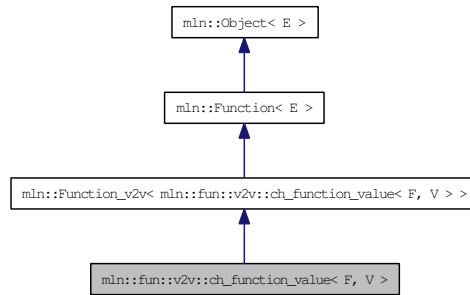 mln::Object< E >
mln::Function< E >
mln::Function_v2v< mln::fun::v2v::ch_function_value< F, V > >
mln::fun::v2v::ch_function_value< F, V >